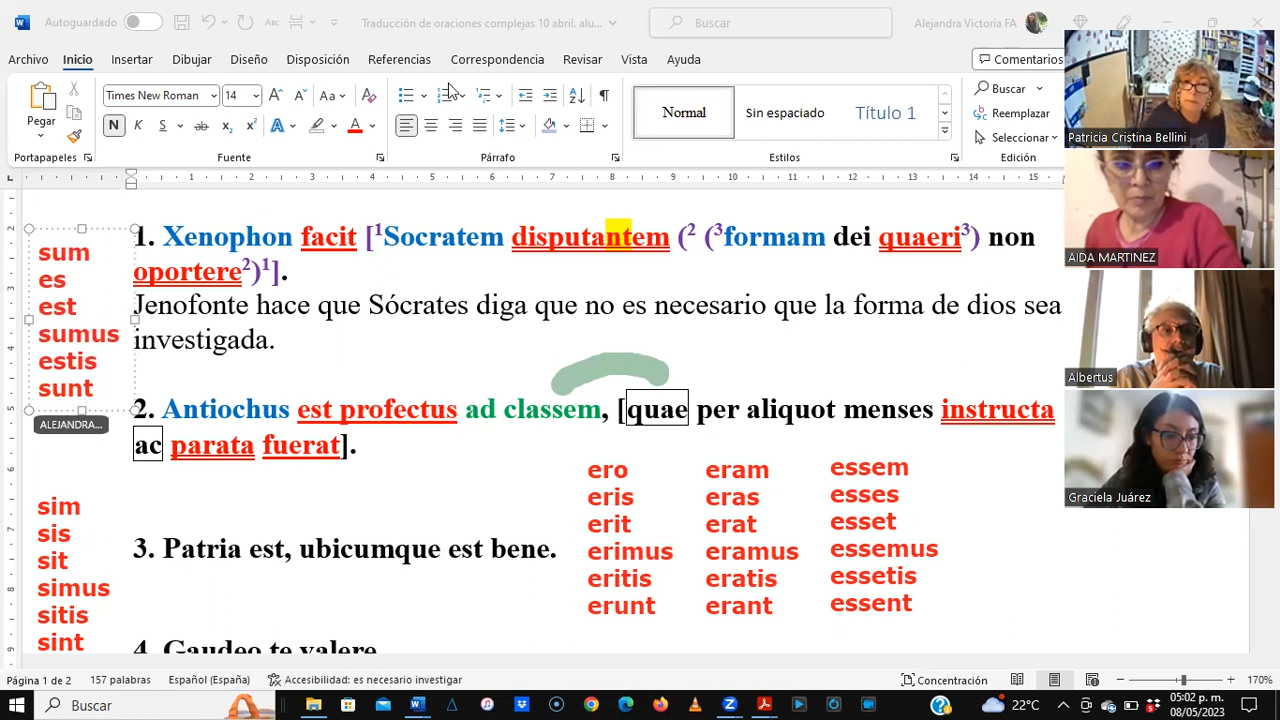 Autoguardado
Traducción de oraciones complejas 10 abril. alu...
Buscar
Alejandra Victoria FA
Archivo Inicio Insertar Dibujar Diseño Disposición Referencias Correspondencia Revisar Vista Ayuda
Comentarios
Pegar
Times New Roman 14
Normal
Sin espaciado
Título 1
Buscar
Reemplazar
Seleccionar
Portapapeles Fuente Párrafo Estilos Edición
Patricia Cristina Bellini
AIDA MARTINEZ
Albertus
Graciela Juárez
sum
es
est
sumus
estis
sunt
ALEJANDRA...
1. Xenophon facit [¹Socratem disputantem (² (³formam dei quaeri³) non
oportere²)¹].
Jenofonte hace que Sócrates diga que no es necesario que la forma de dios sea
investigada.
2. Antiochus est profectus ad classem, [quae per aliquot menses instructa
ac parata fuerat].
sim
sis
sit
simus
sitis
sint
3. Patria est, ubicumque est bene.
ero
eris
erit
erimus
eritis
erunt
eram
eras
erat
eramus
eratis
erant
essem
esses
esset
essemus
essetis
essent
4. Gaudeo te valere
Página 1 de 2 157 palabras Español (España) Accesibilidad: es necesario investigar
Concentración
170%
Buscar
22°C
05:02 p. m.
08/05/2023